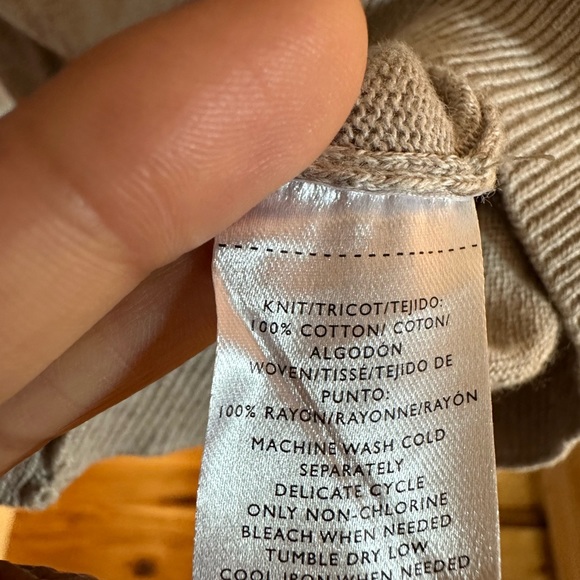 KNIT/TRICOT/TEJIDO:
100% COTTON/ COTON/
ALGODÓN
WOVEN/TISSÉ/TEJIDO DE
PUNTO:
100% RAYON/RAYONNE/RAYÓN
MACHINE WASH COLD
SEPARATELY
DELICATE CYCLE
ONLY NON-CHLORINE
BLEACH WHEN NEEDED
TUMBLE DRY LOW
COOL IRON WHEN NEEDED